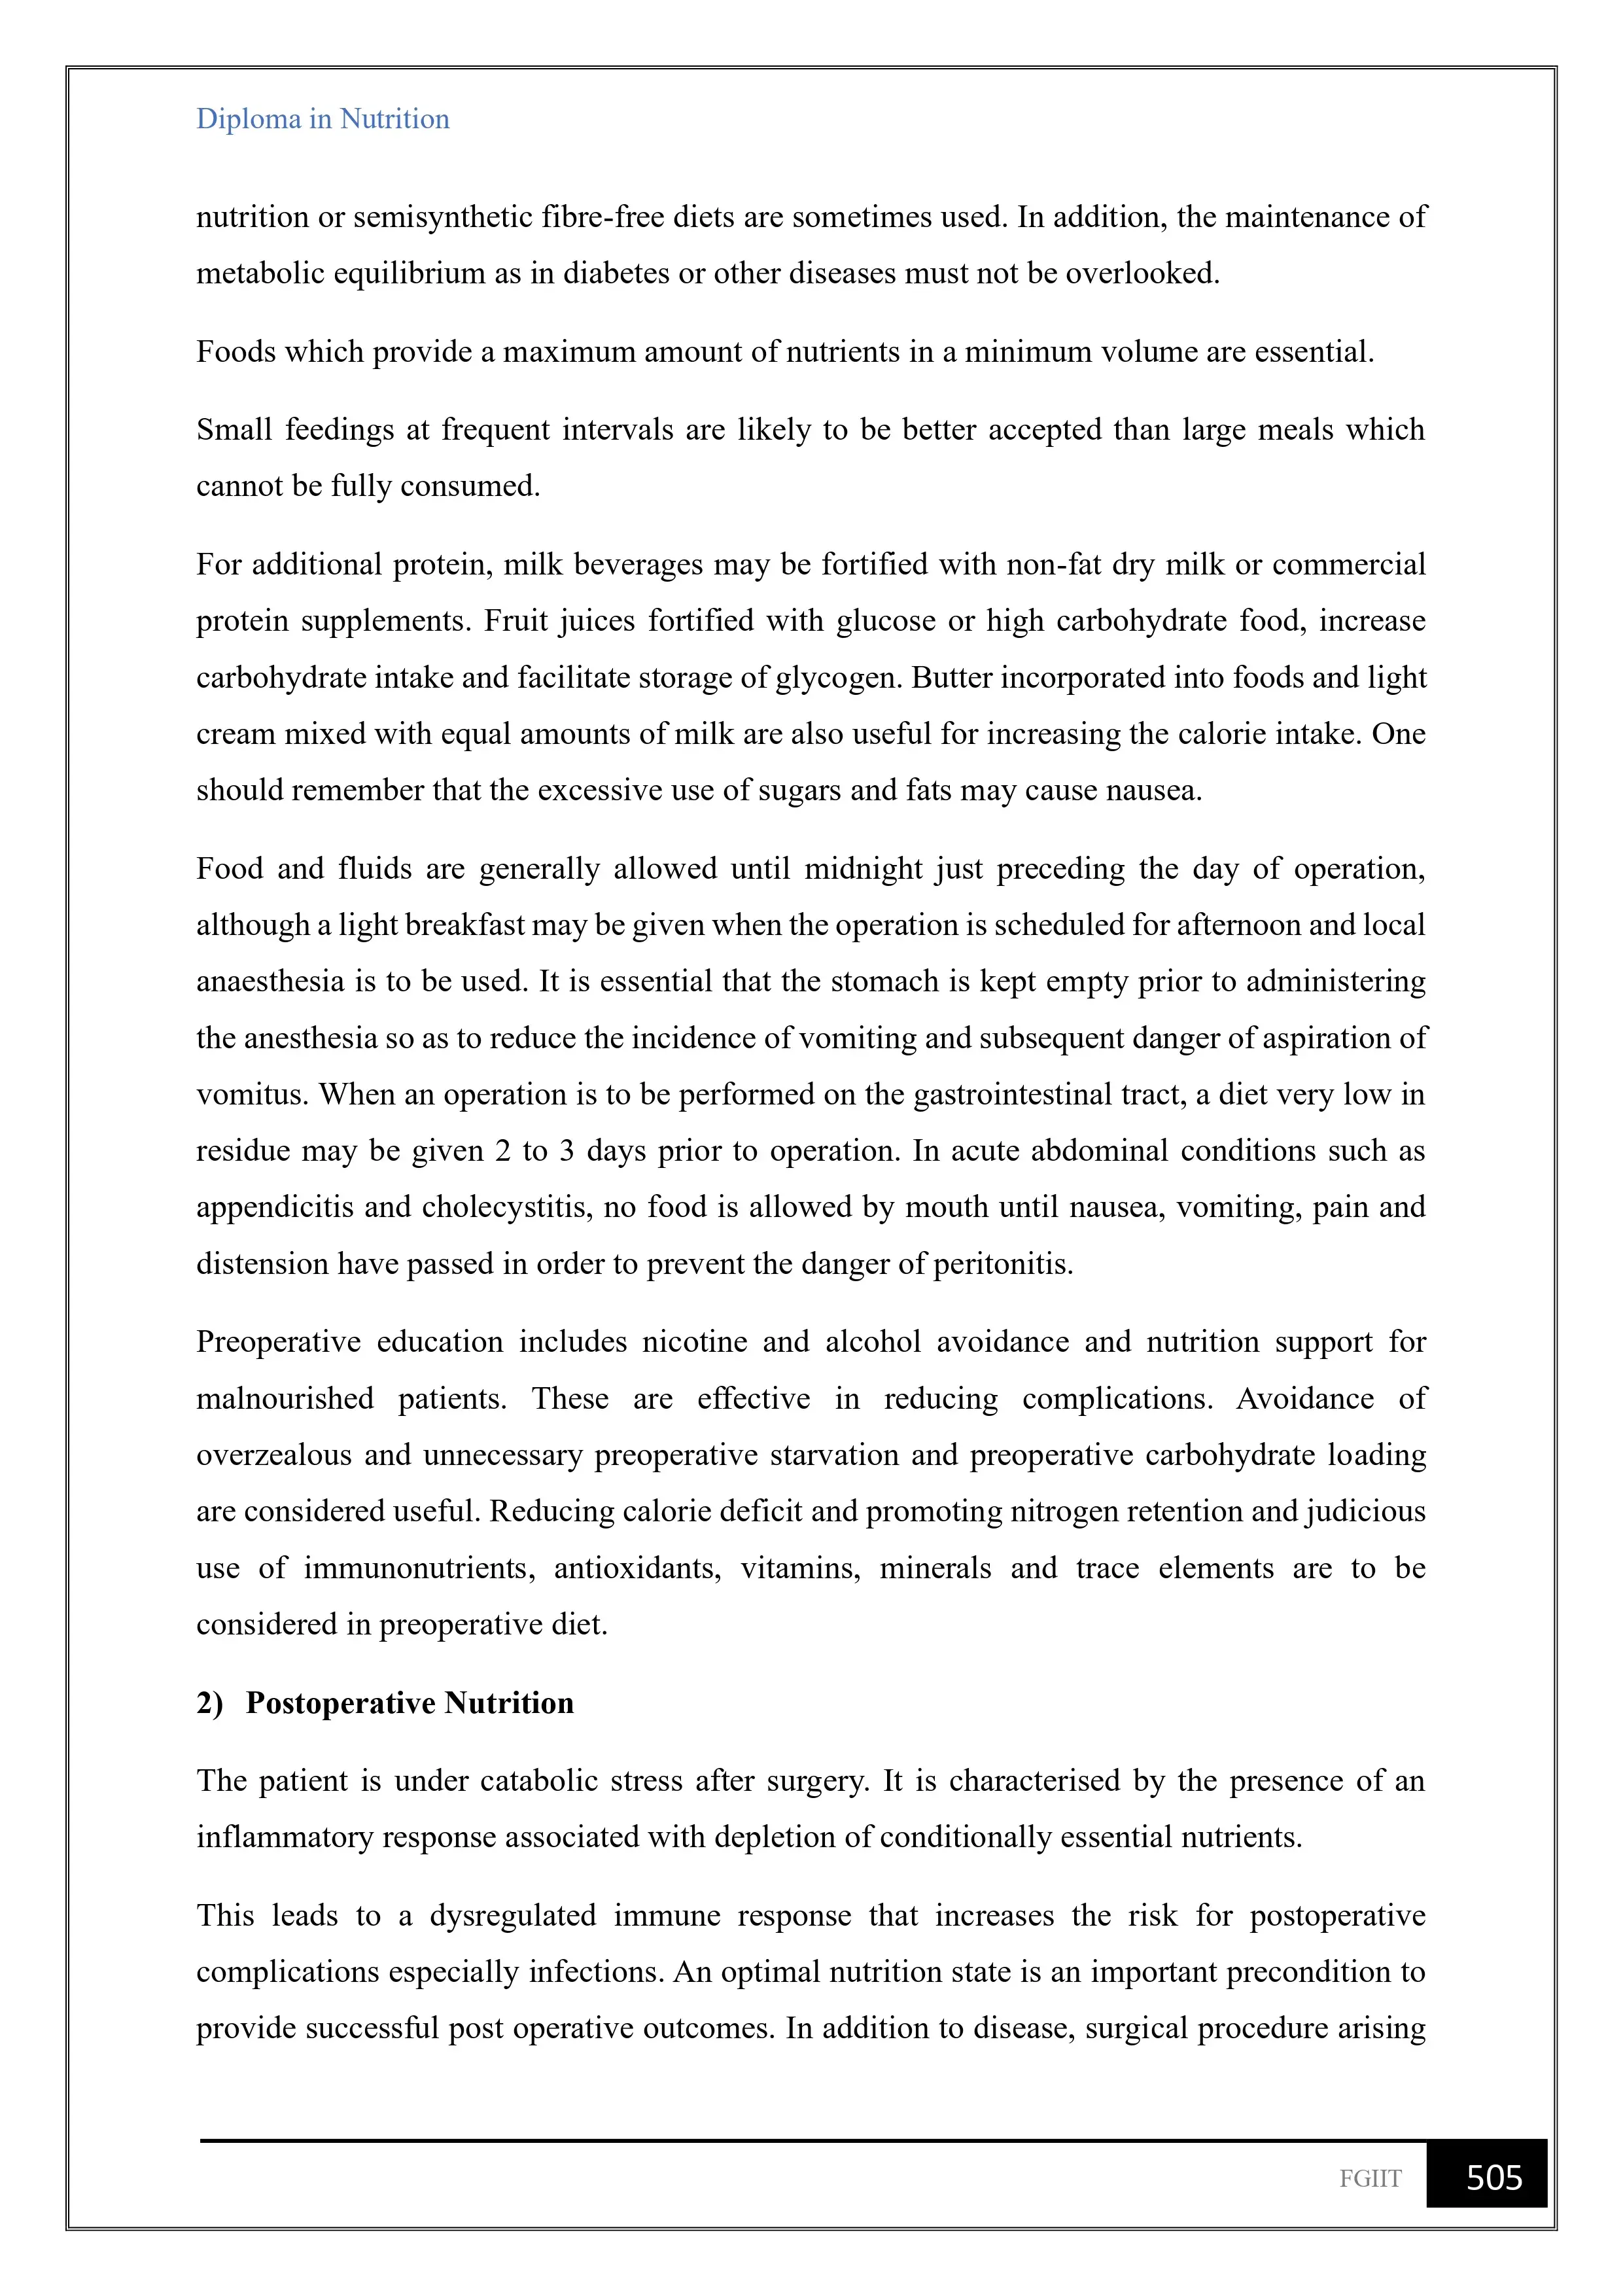 Diploma in Nutrition
nutrition or semisynthetic fibre-free diets are sometimes used. In addition, the maintenance of
metabolic equilibrium as in diabetes or other diseases must not be overlooked.
Foods which provide a maximum amount of nutrients in a minimum volume are essential.
Small feedings at frequent intervals are likely to be better accepted than large meals which
cannot be fully consumed.
For additional protein, milk beverages may be fortified with non-fat dry milk or commercial
protein supplements. Fruit juices fortified with glucose or high carbohydrate food, increase
carbohydrate intake and facilitate storage of glycogen. Butter incorporated into foods and light
cream mixed with equal amounts of milk are also useful for increasing the calorie intake. One
should remember that the excessive use of sugars and fats may cause nausea.
Food and fluids are generally allowed until midnight just preceding the day of operation,
although a light breakfast may be given when the operation is scheduled for afternoon and local
anaesthesia is to be used. It is essential that the stomach is kept empty prior to administering
the anesthesia so as to reduce the incidence of vomiting and subsequent danger of aspiration of
vomitus. When an operation is to be performed on the gastrointestinal tract, a diet very low in
residue may be given 2 to 3 days prior to operation. In acute abdominal conditions such as
appendicitis and cholecystitis, no food is allowed by mouth until nausea, vomiting, pain and
distension have passed in order to prevent the danger of peritonitis.
Preoperative education includes nicotine and alcohol avoidance and nutrition support for
malnourished patients. These are effective in reducing complications. Avoidance of
overzealous and unnecessary preoperative starvation and preoperative carbohydrate loading
are considered useful. Reducing calorie deficit and promoting nitrogen retention and judicious
use of immunonutrients, antioxidants, vitamins, minerals and trace elements are to be
considered in preoperative diet.
2) Postoperative Nutrition
The patient is under catabolic stress after surgery. It is characterised by the presence of an
inflammatory response associated with depletion of conditionally essential nutrients.
This leads to a dysregulated immune response that increases the risk for postoperative
complications especially infections. An optimal nutrition state is an important precondition to
provide successful post operative outcomes. In addition to disease, surgical procedure arising
FGIIT 505